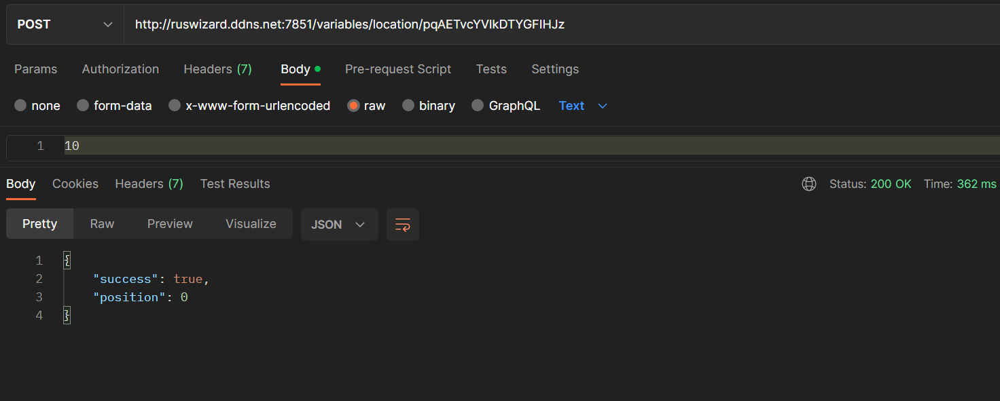 POST http://ruswizard.ddns.net:7851/variables/location/pqAETvcYVIkDTYGFIHJz
Params Authorization Headers (7) Body Pre-request Script Tests Settings
none form-data x-www-form-urlencoded raw binary GraphQL Text
1 10
Body Cookies Headers (7) Test Results Status: 200 OK Time: 362 ms
Pretty Raw Preview Visualize JSON
1 {
2 "success": true,
3 "position": 0
4 }